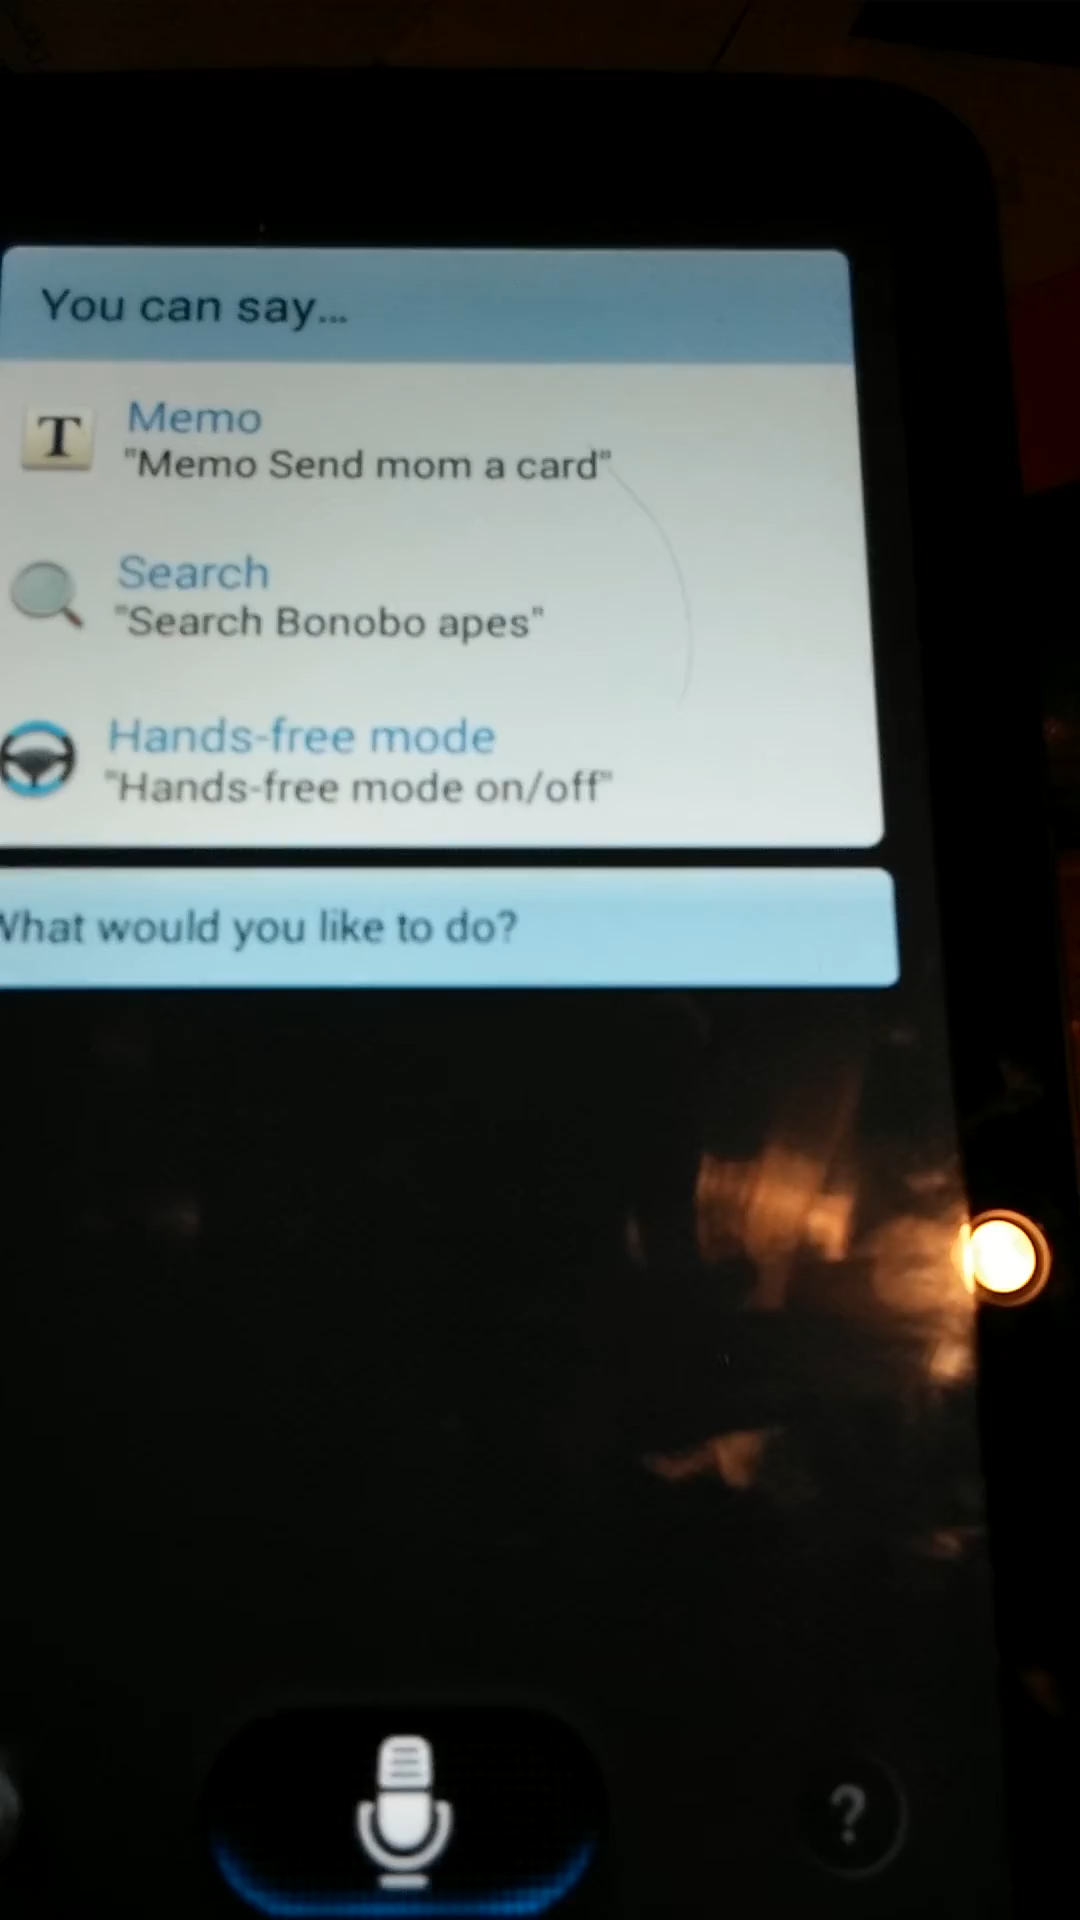 You can say...
T
Memo
"Memo Send mom a card"
Search
"Search Bonobo apes"
Hands-free mode
"Hands-free mode on/off"
What would you like to do?
?